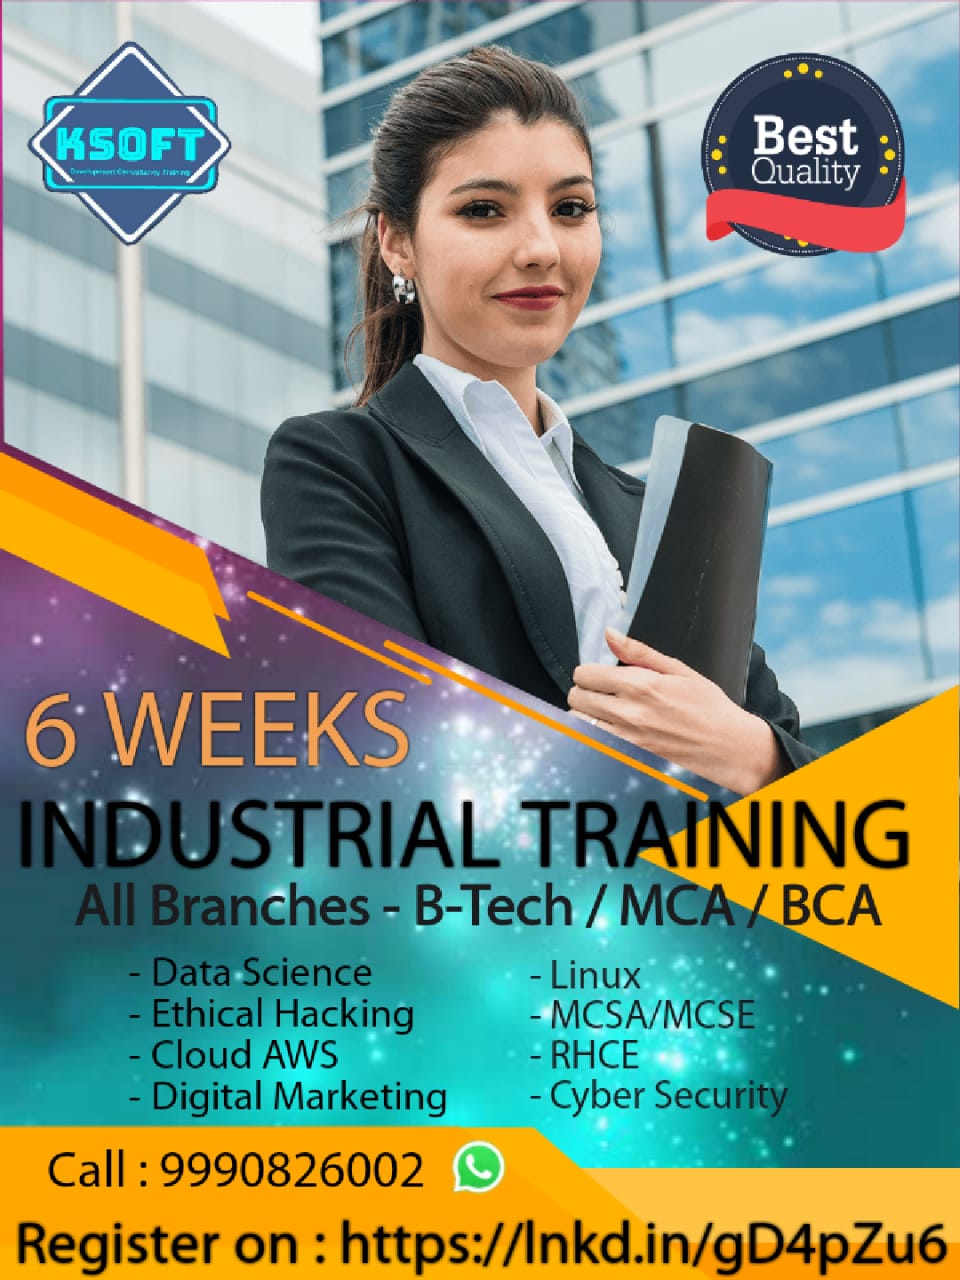 KSOFT
Development Consultancy Training
Best
Quality
6 WEEKS
INDUSTRIAL TRAINING
All Branches - B-Tech / MCA / BCA
- Data Science
- Ethical Hacking
- Cloud AWS
- Digital Marketing
- Linux
- MCSA/MCSE
- RHCE
- Cyber Security
Call : 9990826002
Register on : https://lnkd.in/gD4pZu6